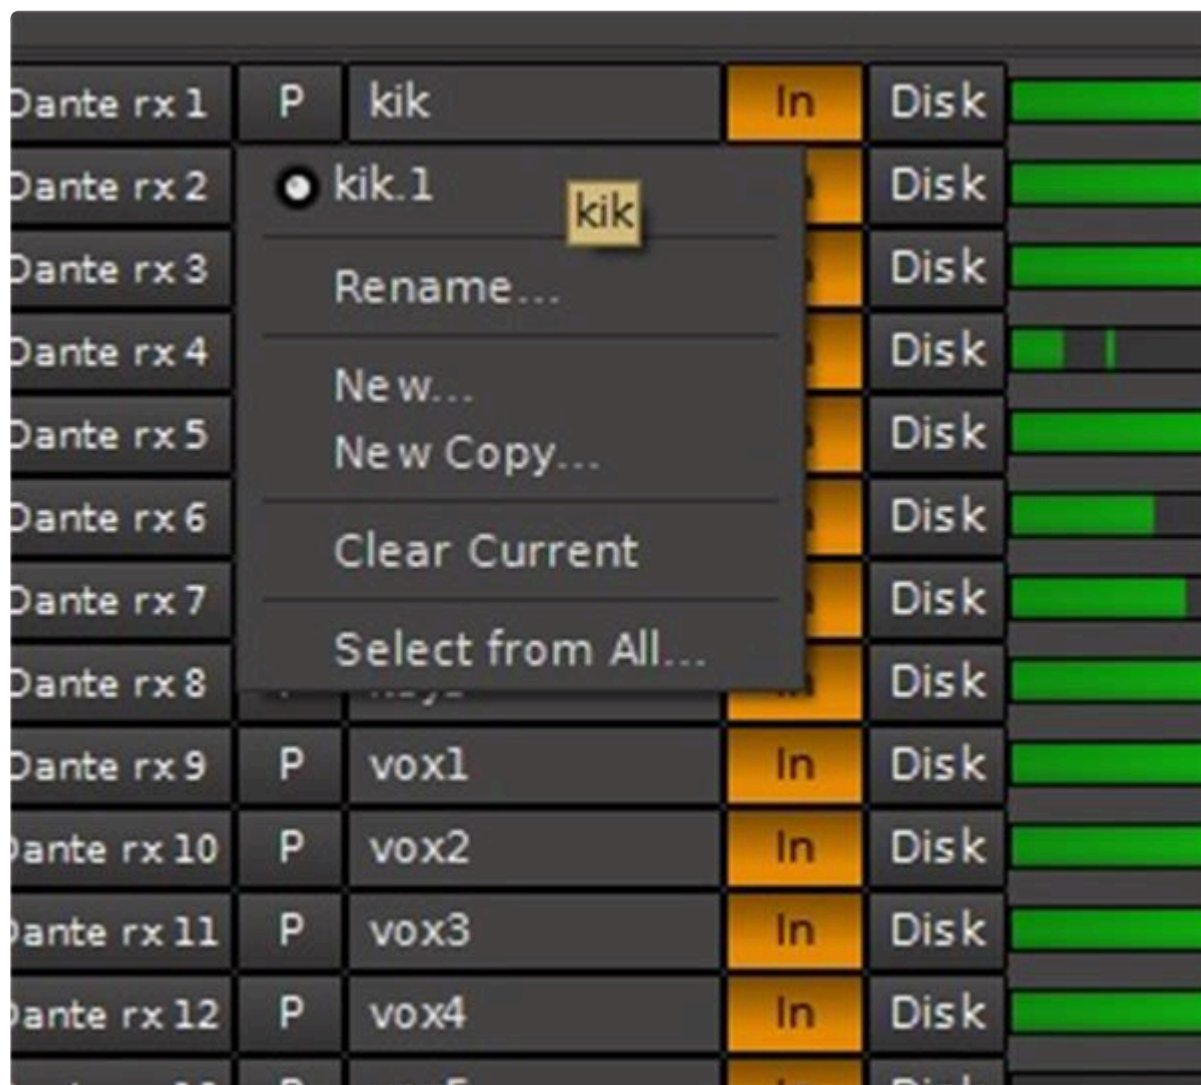 Dante rx 1 P kik In Disk
Dante rx 2 kik.1 kik Disk
Dante rx 3 Rename... Disk
Dante rx 4 New... Disk
Dante rx 5 New Copy... Disk
Dante rx 6 Clear Current Disk
Dante rx 7 Disk
Dante rx 8 Select from All... Disk
Dante rx 9 P vox1 In Disk
Dante rx 10 P vox2 In Disk
Dante rx 11 P vox3 In Disk
Dante rx 12 P vox4 In Disk